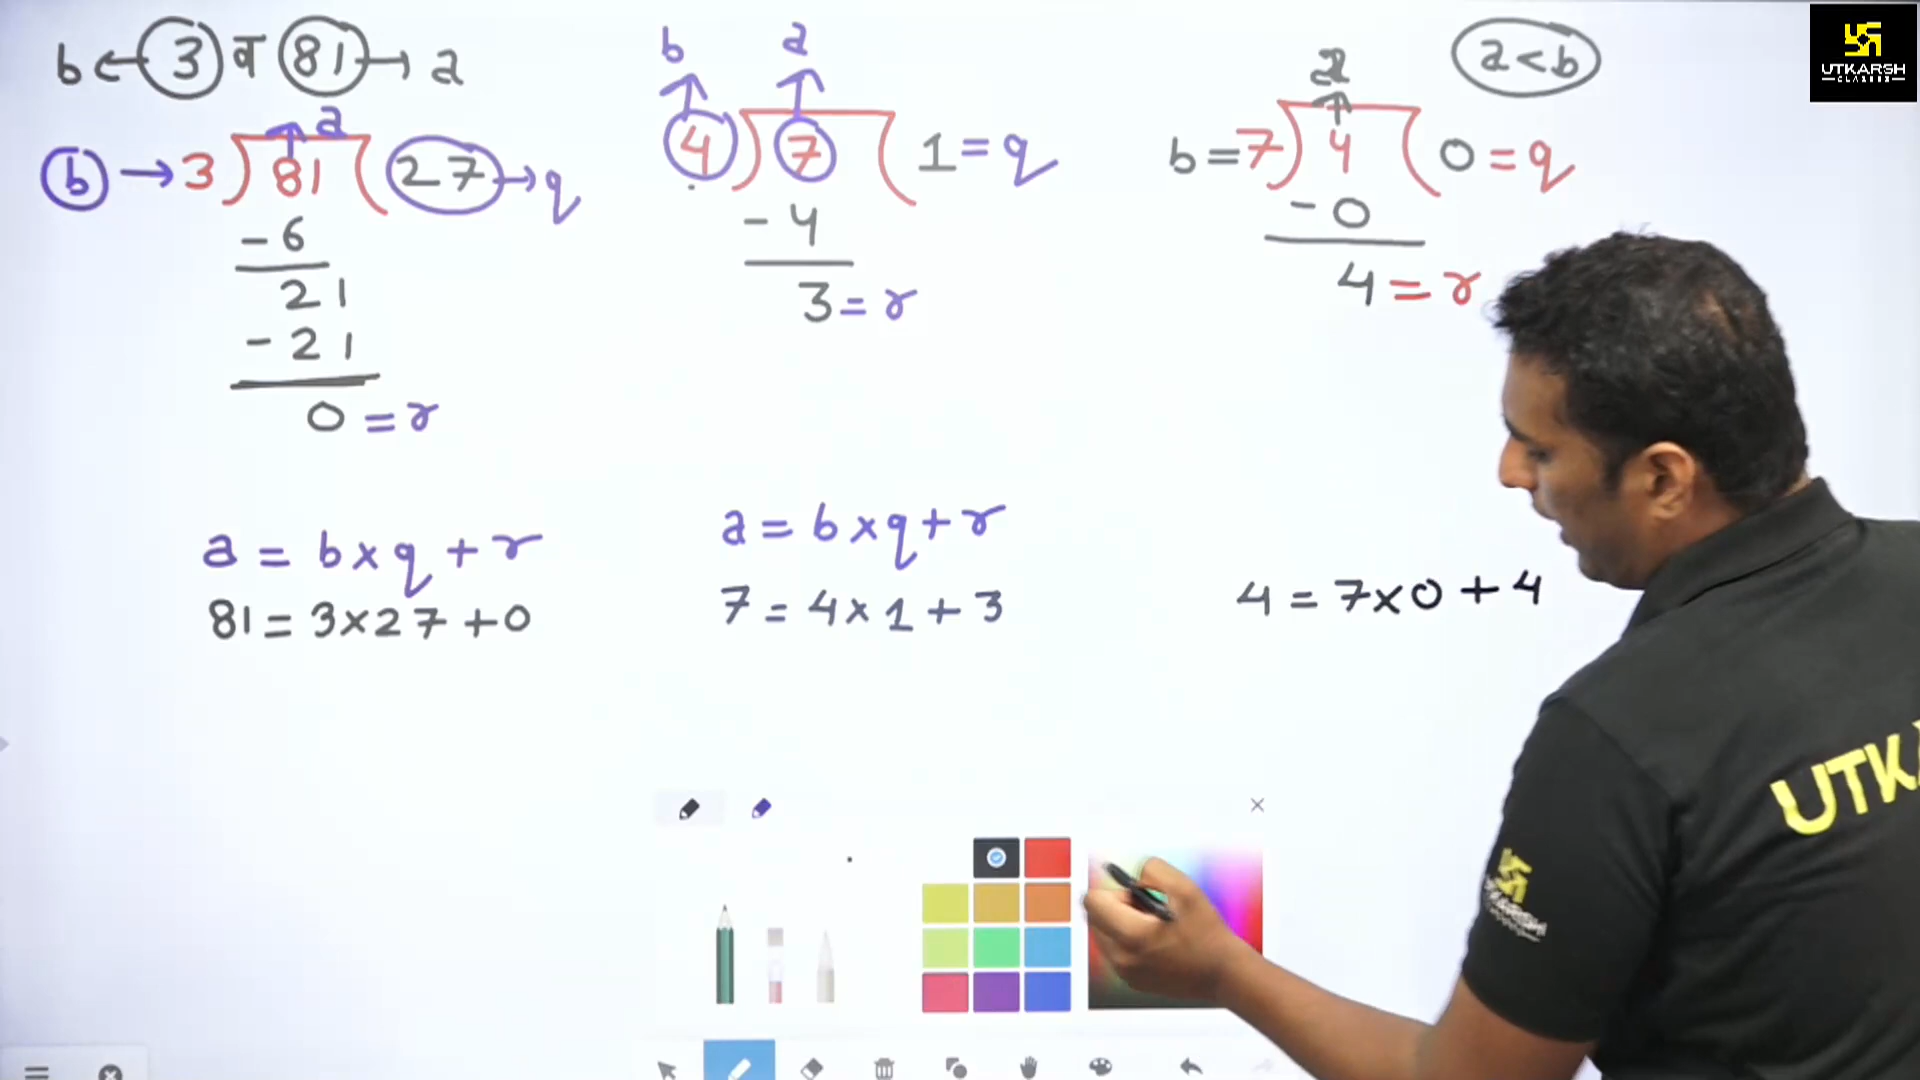 b ← 3 व 81 → a
a
b → 3 ) 81 ( 27 → q
- 6
21
- 21
0 = r
a = b × q + r
81 = 3 × 27 + 0
b a
4 ) 7 ( 1 = q
- 4
3 = r
a = b × q + r
7 = 4 × 1 + 3
a < b
a
b = 7 ) 4 ( 0 = q
- 0
4 = r
4 = 7 × 0 + 4
UTKARSH
CLASSES
UTKA